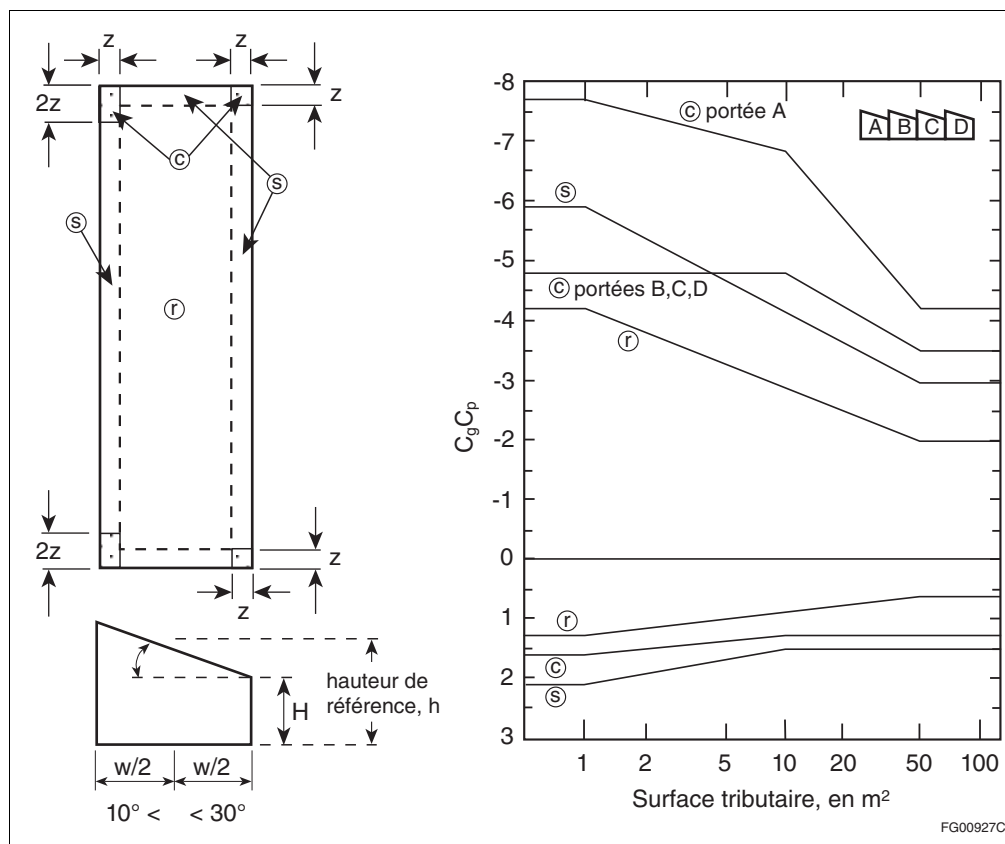 z
z
2z
z
ⓒ
ⓢ
ⓢ
ⓡ
2z
z
z
H
hauteur de
référence, h
w/2
w/2
10° < < 30°
-8
-7
-6
-5
-4
-3
-2
-1
0
1
2
3
CgCp
ⓒ portée A
A B C D
ⓢ
ⓒ portées B,C,D
ⓡ
ⓡ
ⓒ
ⓢ
1 2 5 10 20 50 100
Surface tributaire, en m²
FG00927C